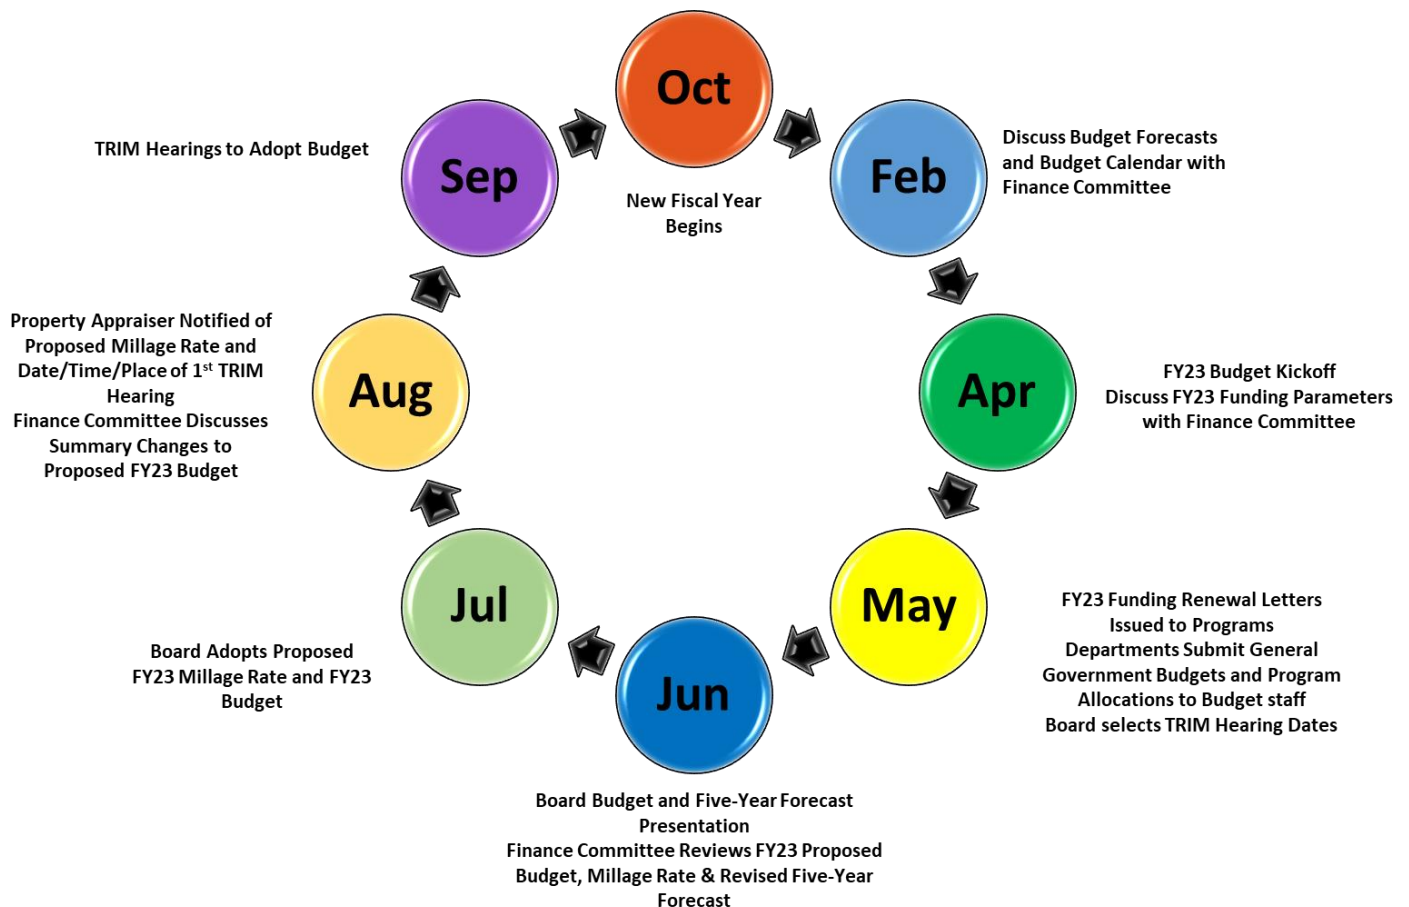 Oct
New Fiscal Year
Begins
Feb
Discuss Budget Forecasts
and Budget Calendar with
Finance Committee
Apr
FY23 Budget Kickoff
Discuss FY23 Funding Parameters
with Finance Committee
May
FY23 Funding Renewal Letters
Issued to Programs
Departments Submit General
Government Budgets and Program
Allocations to Budget staff
Board selects TRIM Hearing Dates
Jun
Board Budget and Five-Year Forecast
Presentation
Finance Committee Reviews FY23 Proposed
Budget, Millage Rate & Revised Five-Year
Forecast
Jul
Board Adopts Proposed
FY23 Millage Rate and FY23
Budget
Aug
Property Appraiser Notified of
Proposed Millage Rate and
Date/Time/Place of 1st TRIM
Hearing
Finance Committee Discusses
Summary Changes to
Proposed FY23 Budget
Sep
TRIM Hearings to Adopt Budget